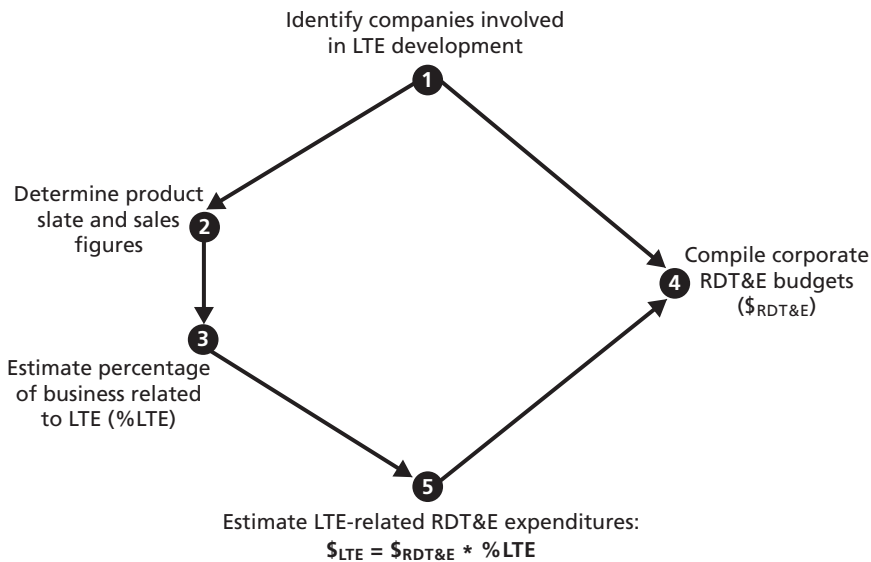 Identify companies involved
in LTE development
1
Determine product
slate and sales
figures
2
Compile corporate
RDT&E budgets
($RDT&E)
4
3
Estimate percentage
of business related
to LTE (%LTE)
5
Estimate LTE-related RDT&E expenditures:
$LTE = $RDT&E * %LTE